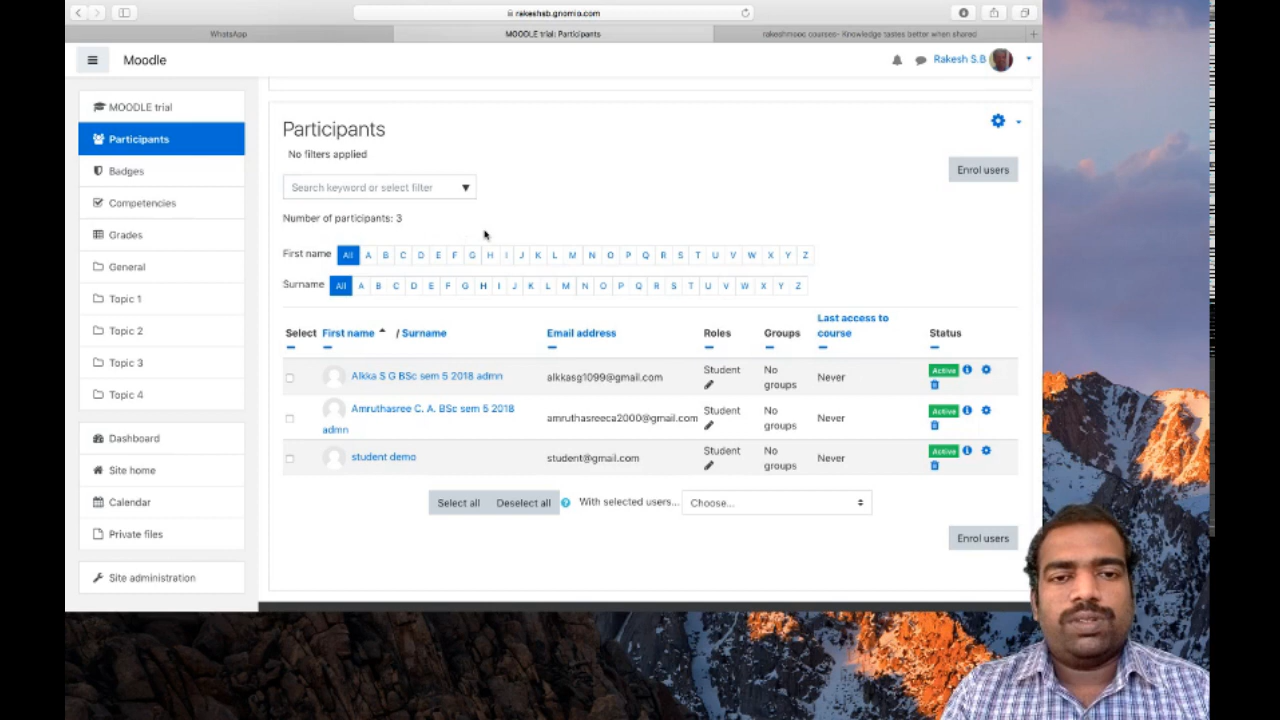 rakeshsb.gnomio.com
WhatsApp
MOODLE trial: Participants
rakeshmooc courses- Knowledge tastes better when shared
Moodle
Rakesh S.B
MOODLE trial
Participants
Badges
Competencies
Grades
General
Topic 1
Topic 2
Topic 3
Topic 4
Dashboard
Site home
Calendar
Private files
Site administration
Participants
No filters applied
Enrol users
Search keyword or select filter
Number of participants: 3
First name All A B C D E F G H I J K L M N O P Q R S T U V W X Y Z
Surname All A B C D E F G H I J K L M N O P Q R S T U V W X Y Z
Select First name / Surname Email address Roles Groups Last access to course Status
Alkka S G BSc sem 5 2018 admn alkkasg1099@gmail.com Student No groups Never Active
Amruthasree C. A. BSc sem 5 2018 admn amruthasreeca2000@gmail.com Student No groups Never Active
student demo student@gmail.com Student No groups Never Active
Select all Deselect all With selected users... Choose...
Enrol users